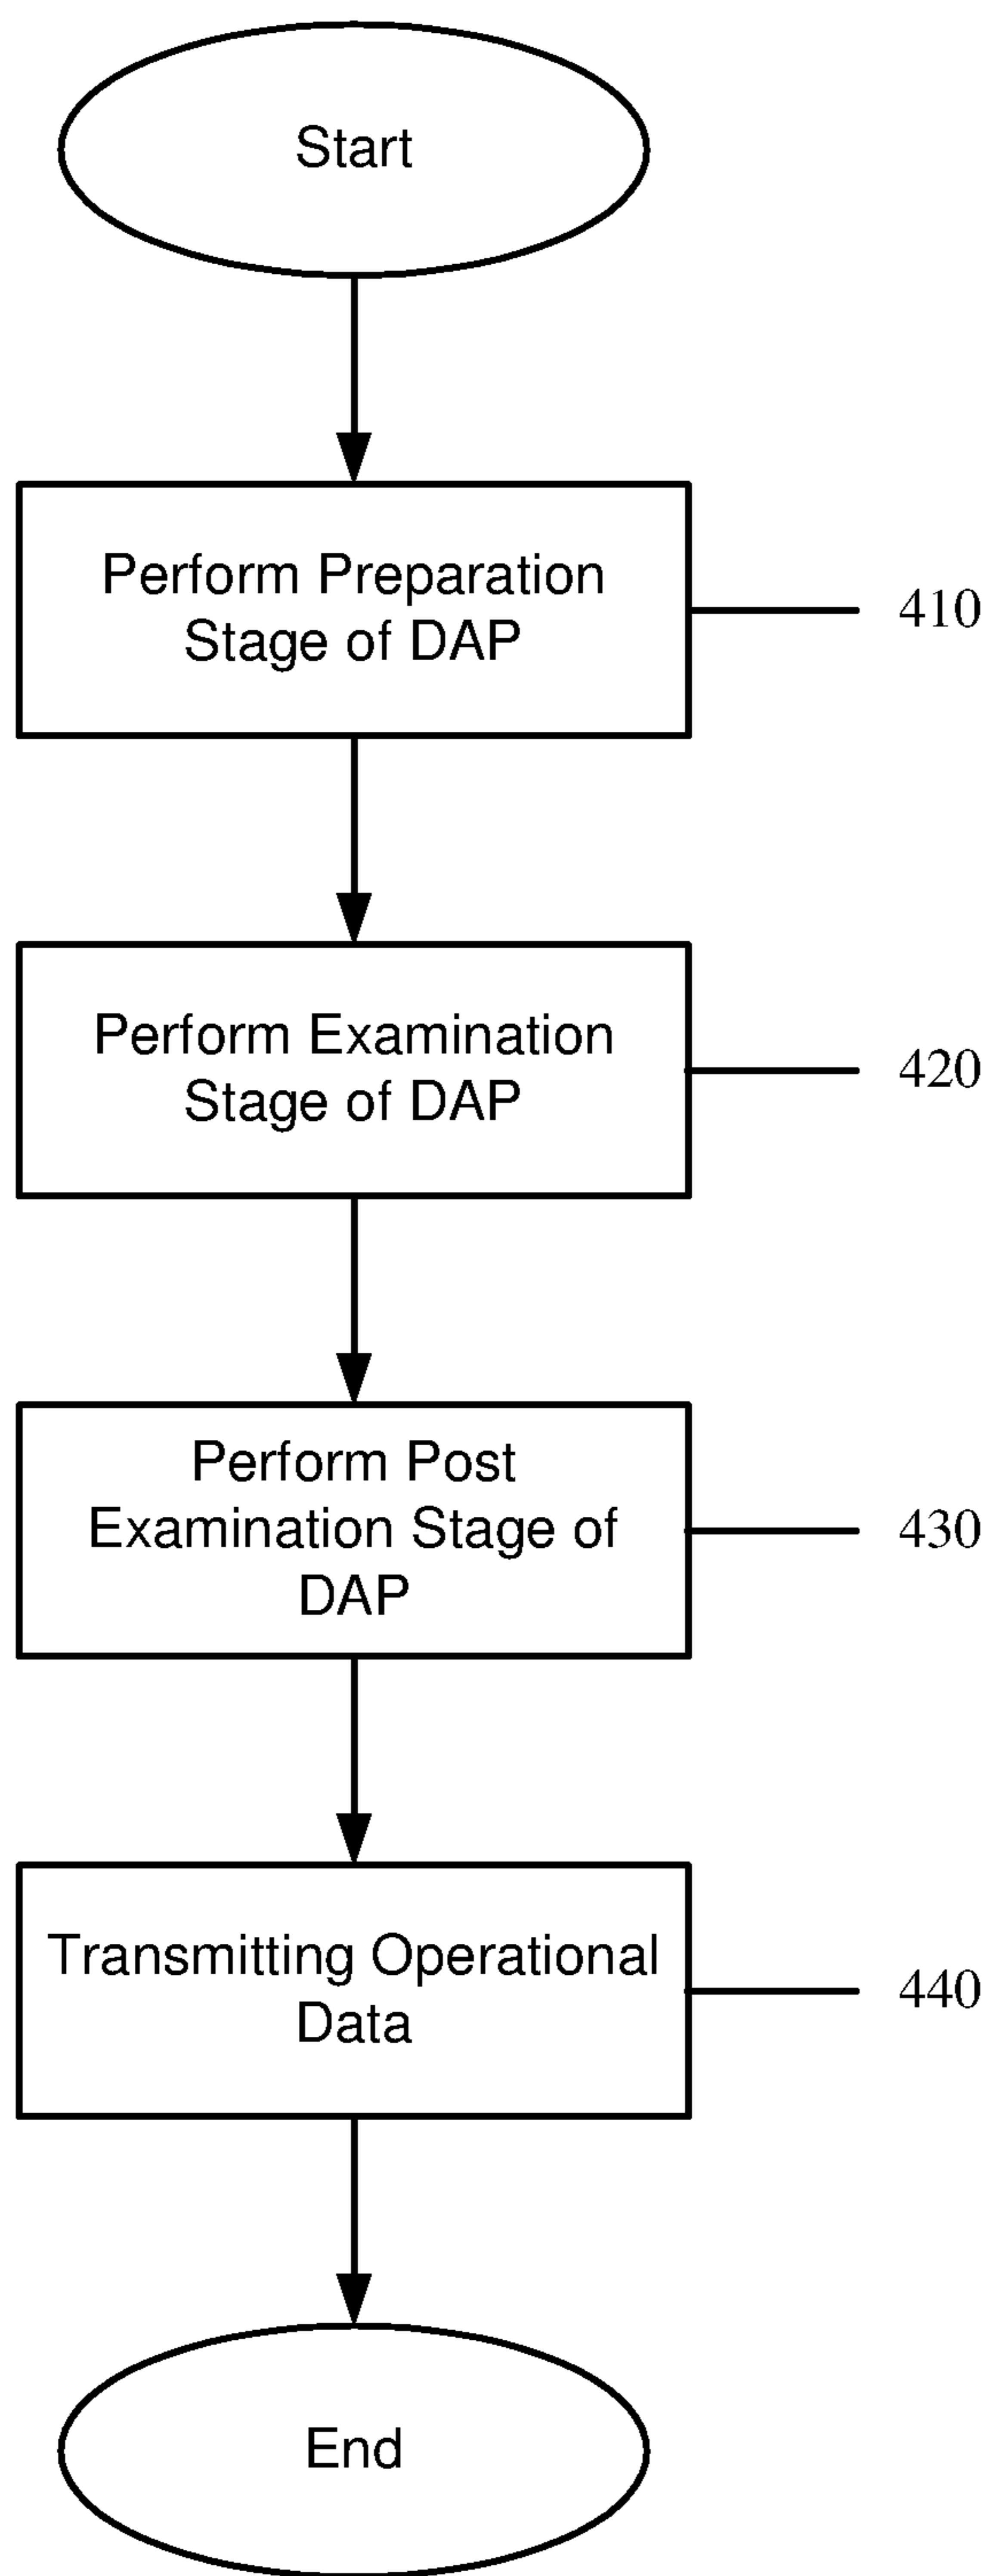 Start
Perform Preparation
Stage of DAP
410
Perform Examination
Stage of DAP
420
Perform Post
Examination Stage of
DAP
430
Transmitting Operational
Data
440
End